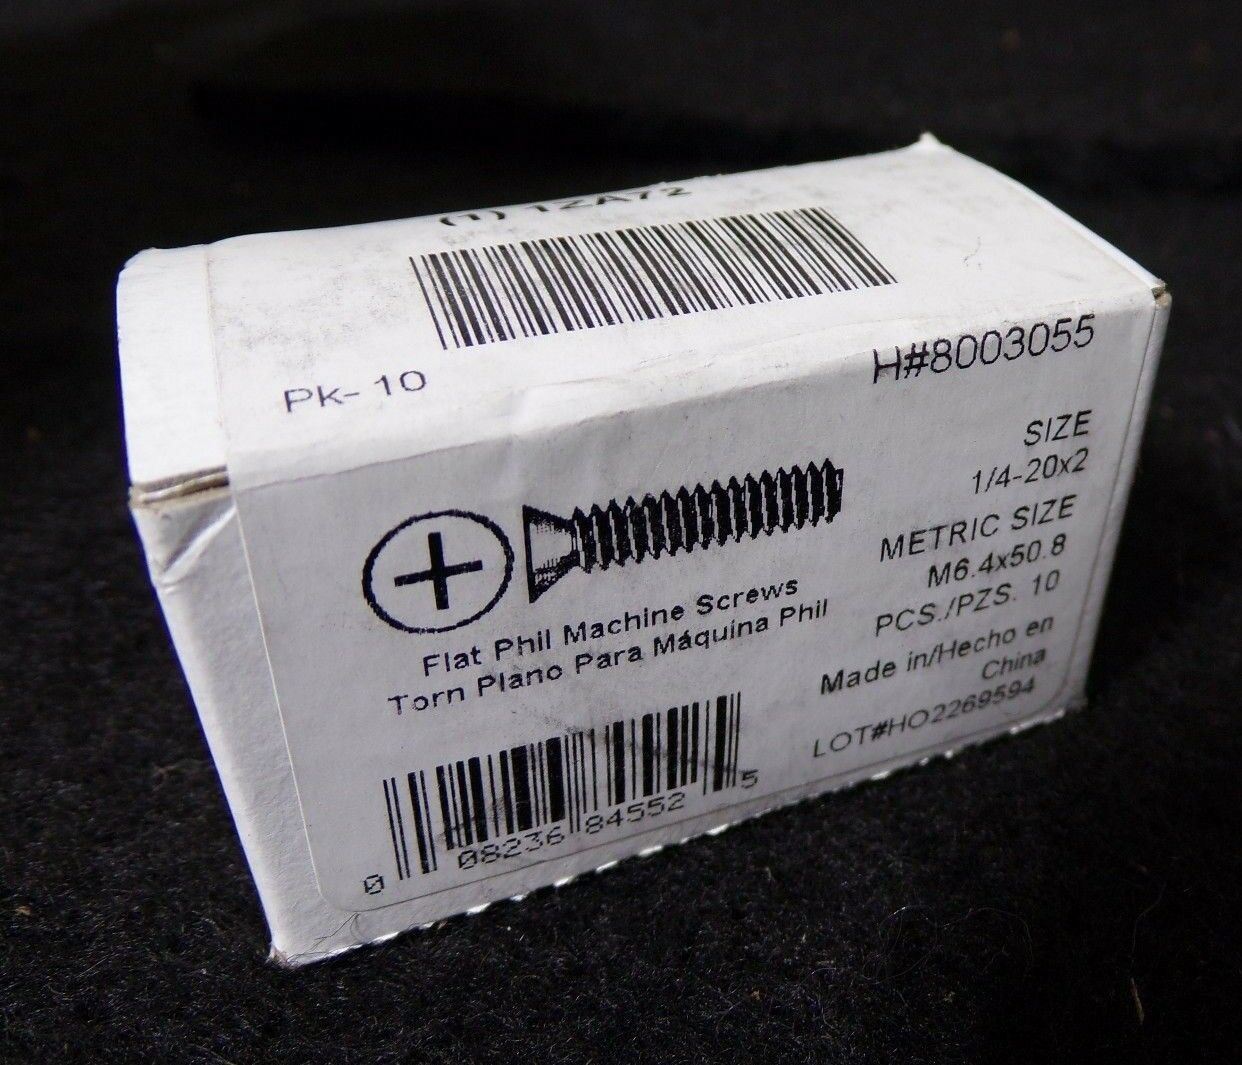 (1) 1ZA72
Pk- 10
H#8003055
SIZE
1/4-20x2
METRIC SIZE
M6.4x50.8
PCS./PZS. 10
Made in/Hecho en
China
LOT#HO2269594
Flat Phil Machine Screws
Torn Plano Para Máquina Phil
0 08236 84552 5